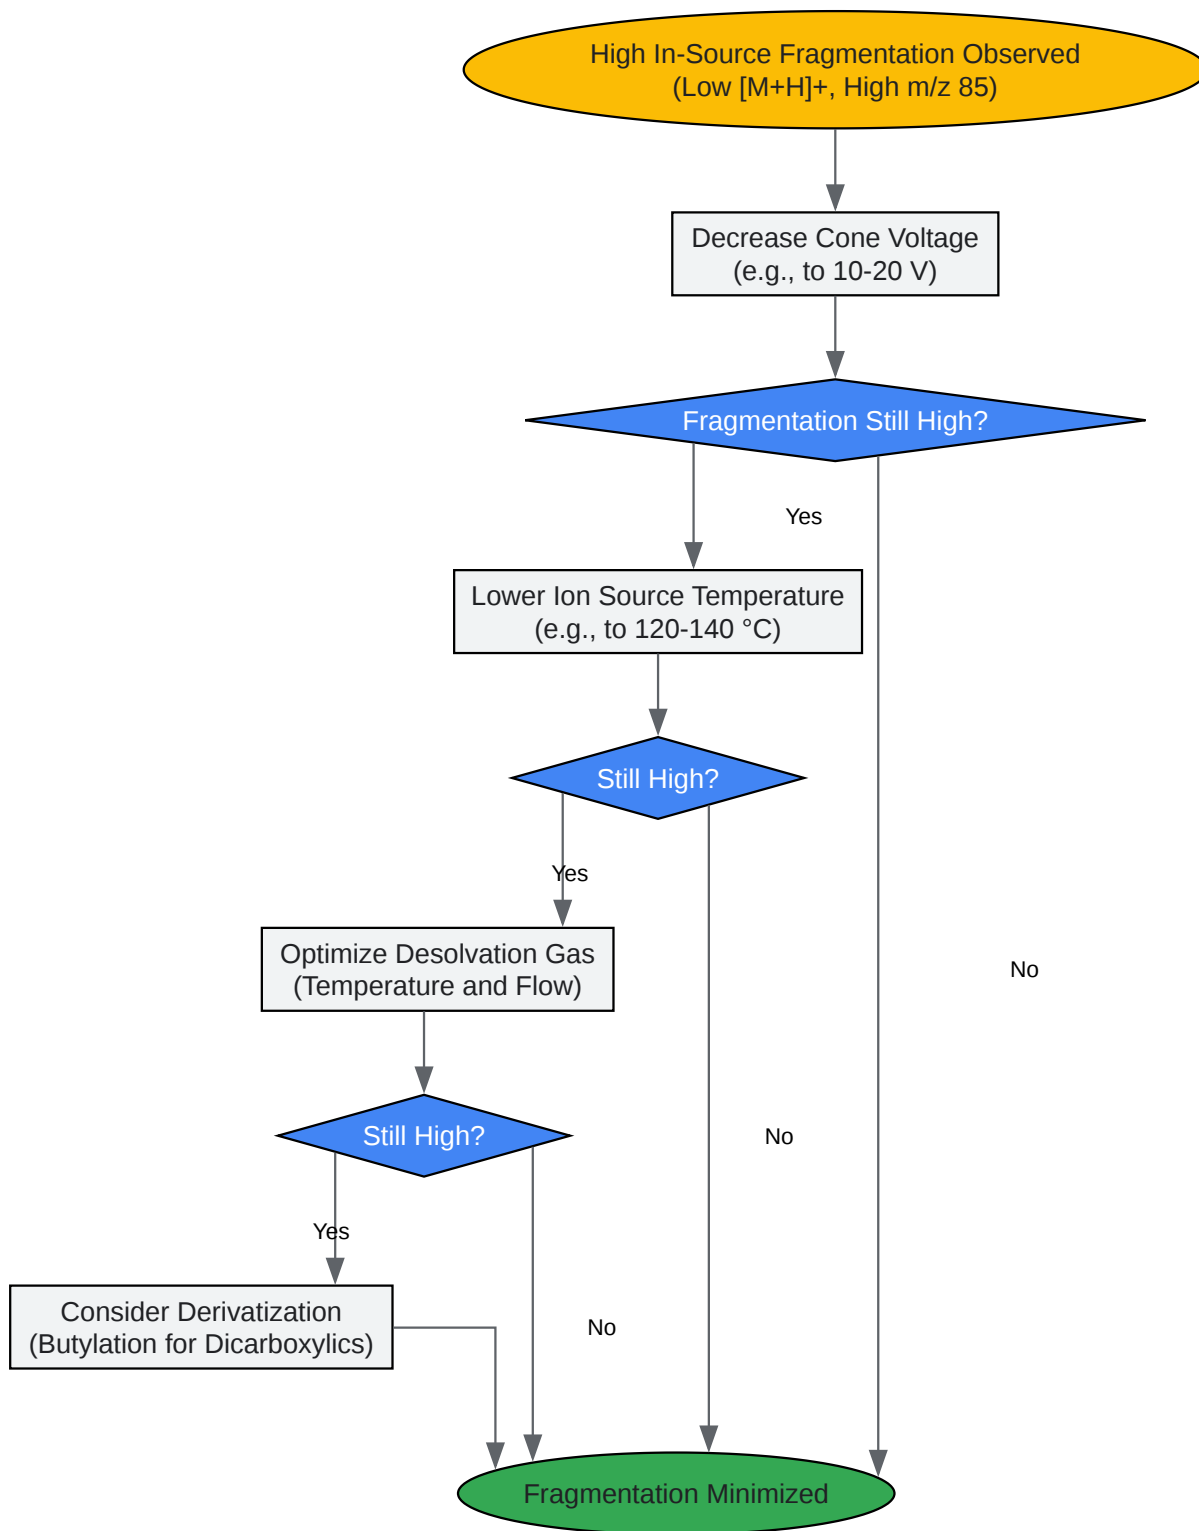 High In-Source Fragmentation Observed
(Low [M+H]+, High m/z 85)
Decrease Cone Voltage
(e.g., to 10-20 V)
Fragmentation Still High?
Yes
Lower Ion Source Temperature
(e.g., to 120-140 °C)
Still High?
Yes
Optimize Desolvation Gas
(Temperature and Flow)
No
Still High?
No
Yes
Consider Derivatization
(Butylation for Dicarboxylics)
No
Fragmentation Minimized